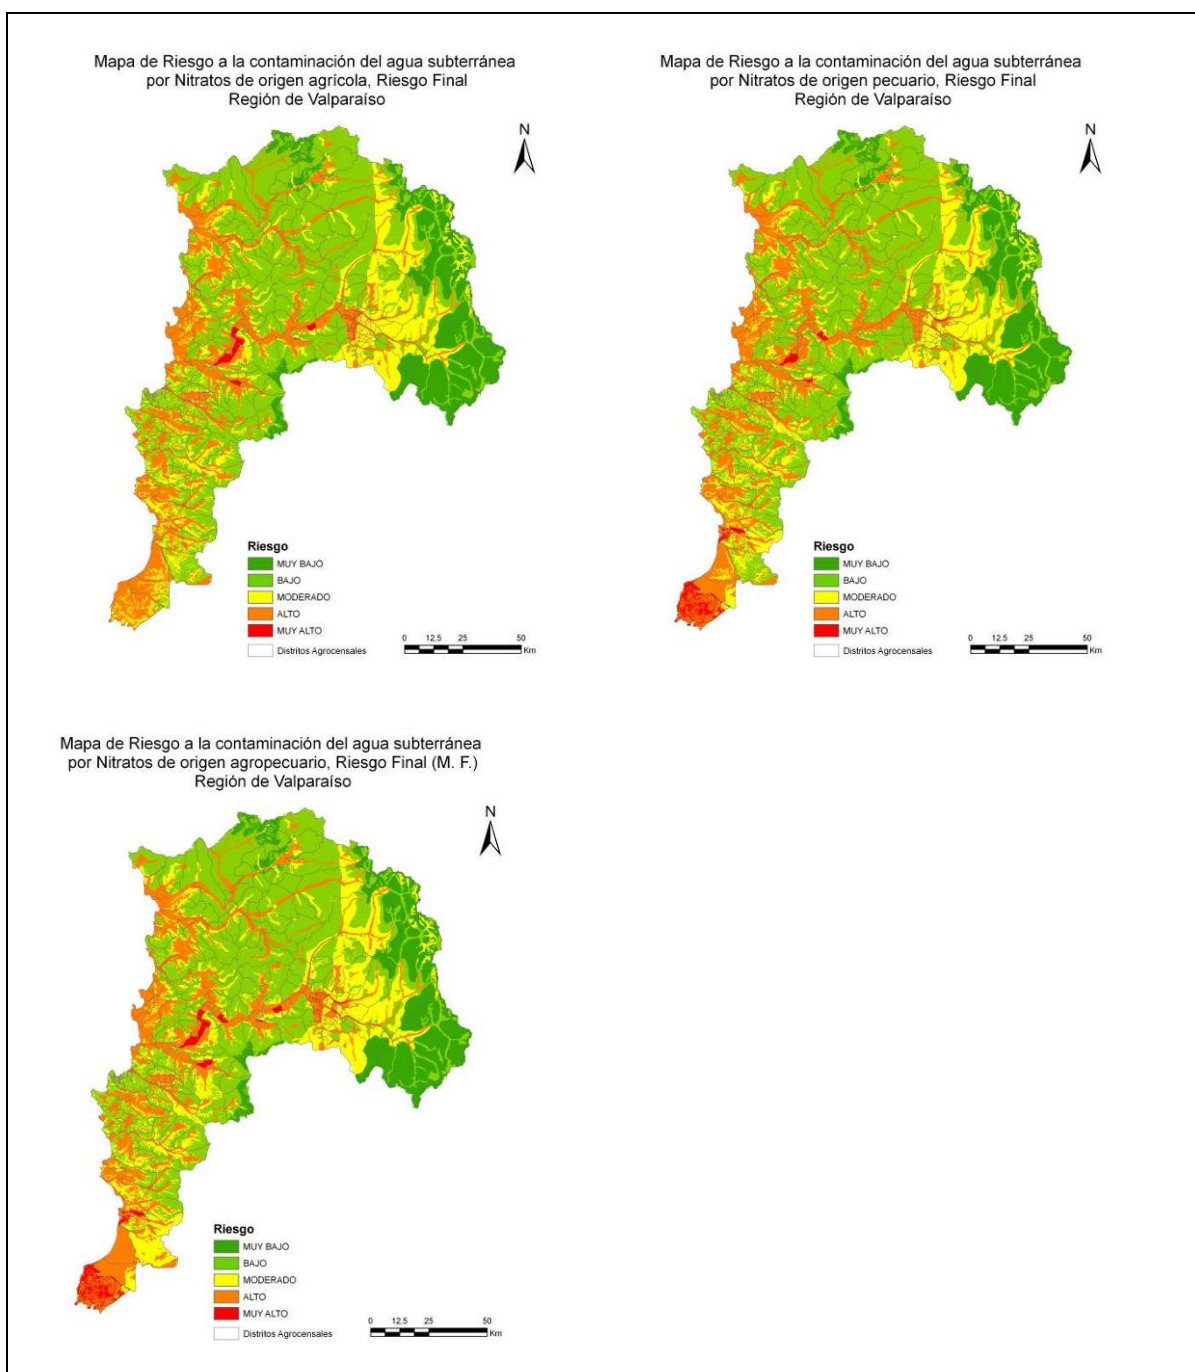 Mapa de Riesgo a la contaminación del agua subterránea
por Nitratos de origen agrícola, Riesgo Final
Región de Valparaíso
N
Riesgo
MUY BAJO
BAJO
MODERADO
ALTO
MUY ALTO
Distritos Agrocensales
0 12.5 25 50
Km
Mapa de Riesgo a la contaminación del agua subterránea
por Nitratos de origen pecuario, Riesgo Final
Región de Valparaíso
N
Riesgo
MUY BAJO
BAJO
MODERADO
ALTO
MUY ALTO
Distritos Agrocensales
0 12.5 25 50
Km
Mapa de Riesgo a la contaminación del agua subterránea
por Nitratos de origen agropecuario, Riesgo Final (M. F.)
Región de Valparaíso
N
Riesgo
MUY BAJO
BAJO
MODERADO
ALTO
MUY ALTO
Distritos Agrocensales
0 12.5 25 50
Km